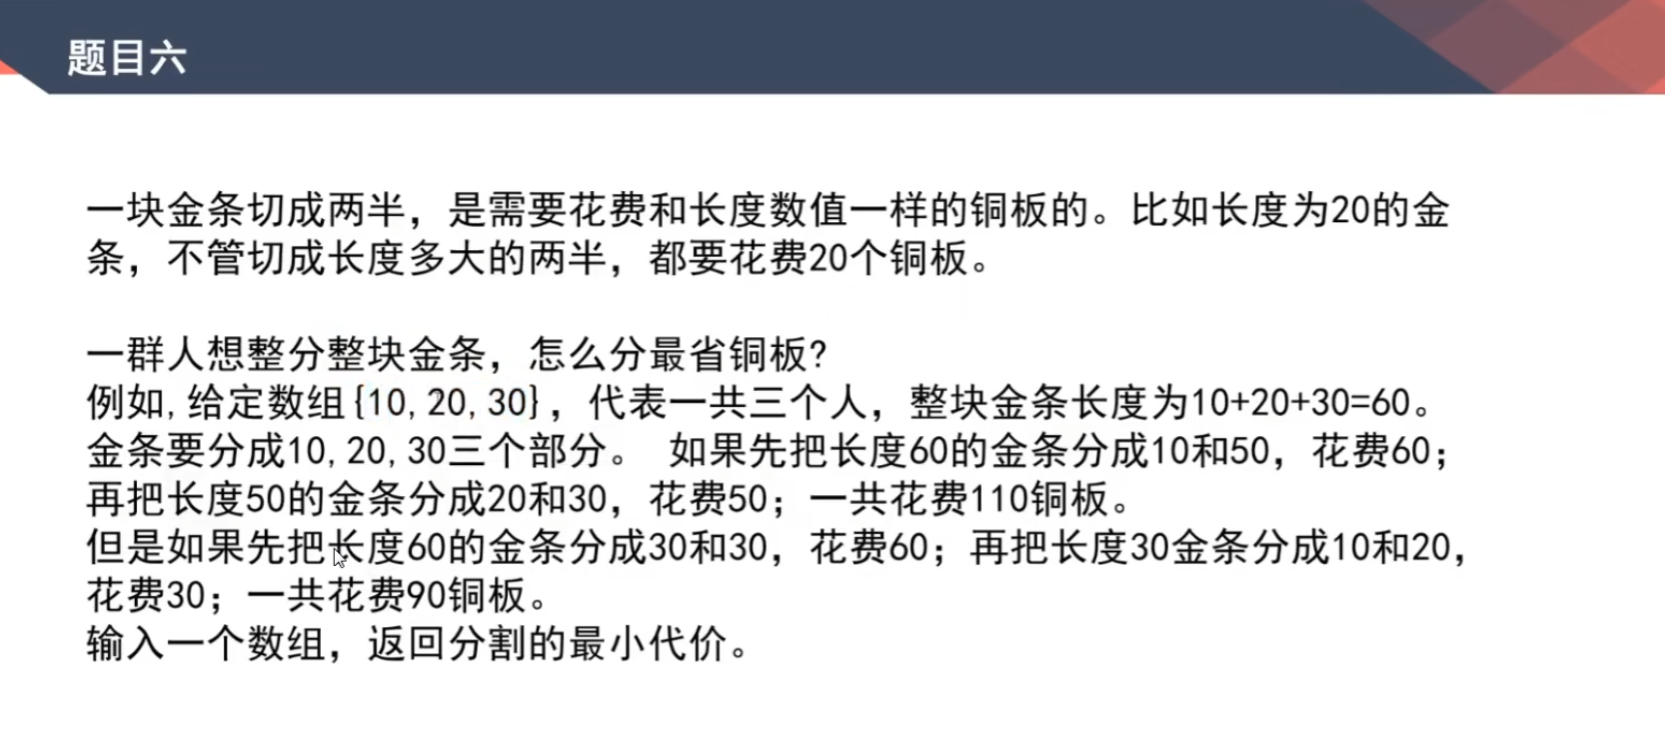 题目六
一块金条切成两半，是需要花费和长度数值一样的铜板的。比如长度为20的金
条，不管切成长度多大的两半，都要花费20个铜板。
一群人想整分整块金条，怎么分最省铜板?
例如,给定数组{10,20,30}，代表一共三个人，整块金条长度为10+20+30=60。
金条要分成10,20,30三个部分。 如果先把长度60的金条分成10和50，花费60;
再把长度50的金条分成20和30，花费50;一共花费110铜板。
但是如果先把长度60的金条分成30和30，花费60;再把长度30金条分成10和20，
花费30;一共花费90铜板。
输入一个数组，返回分割的最小代价。